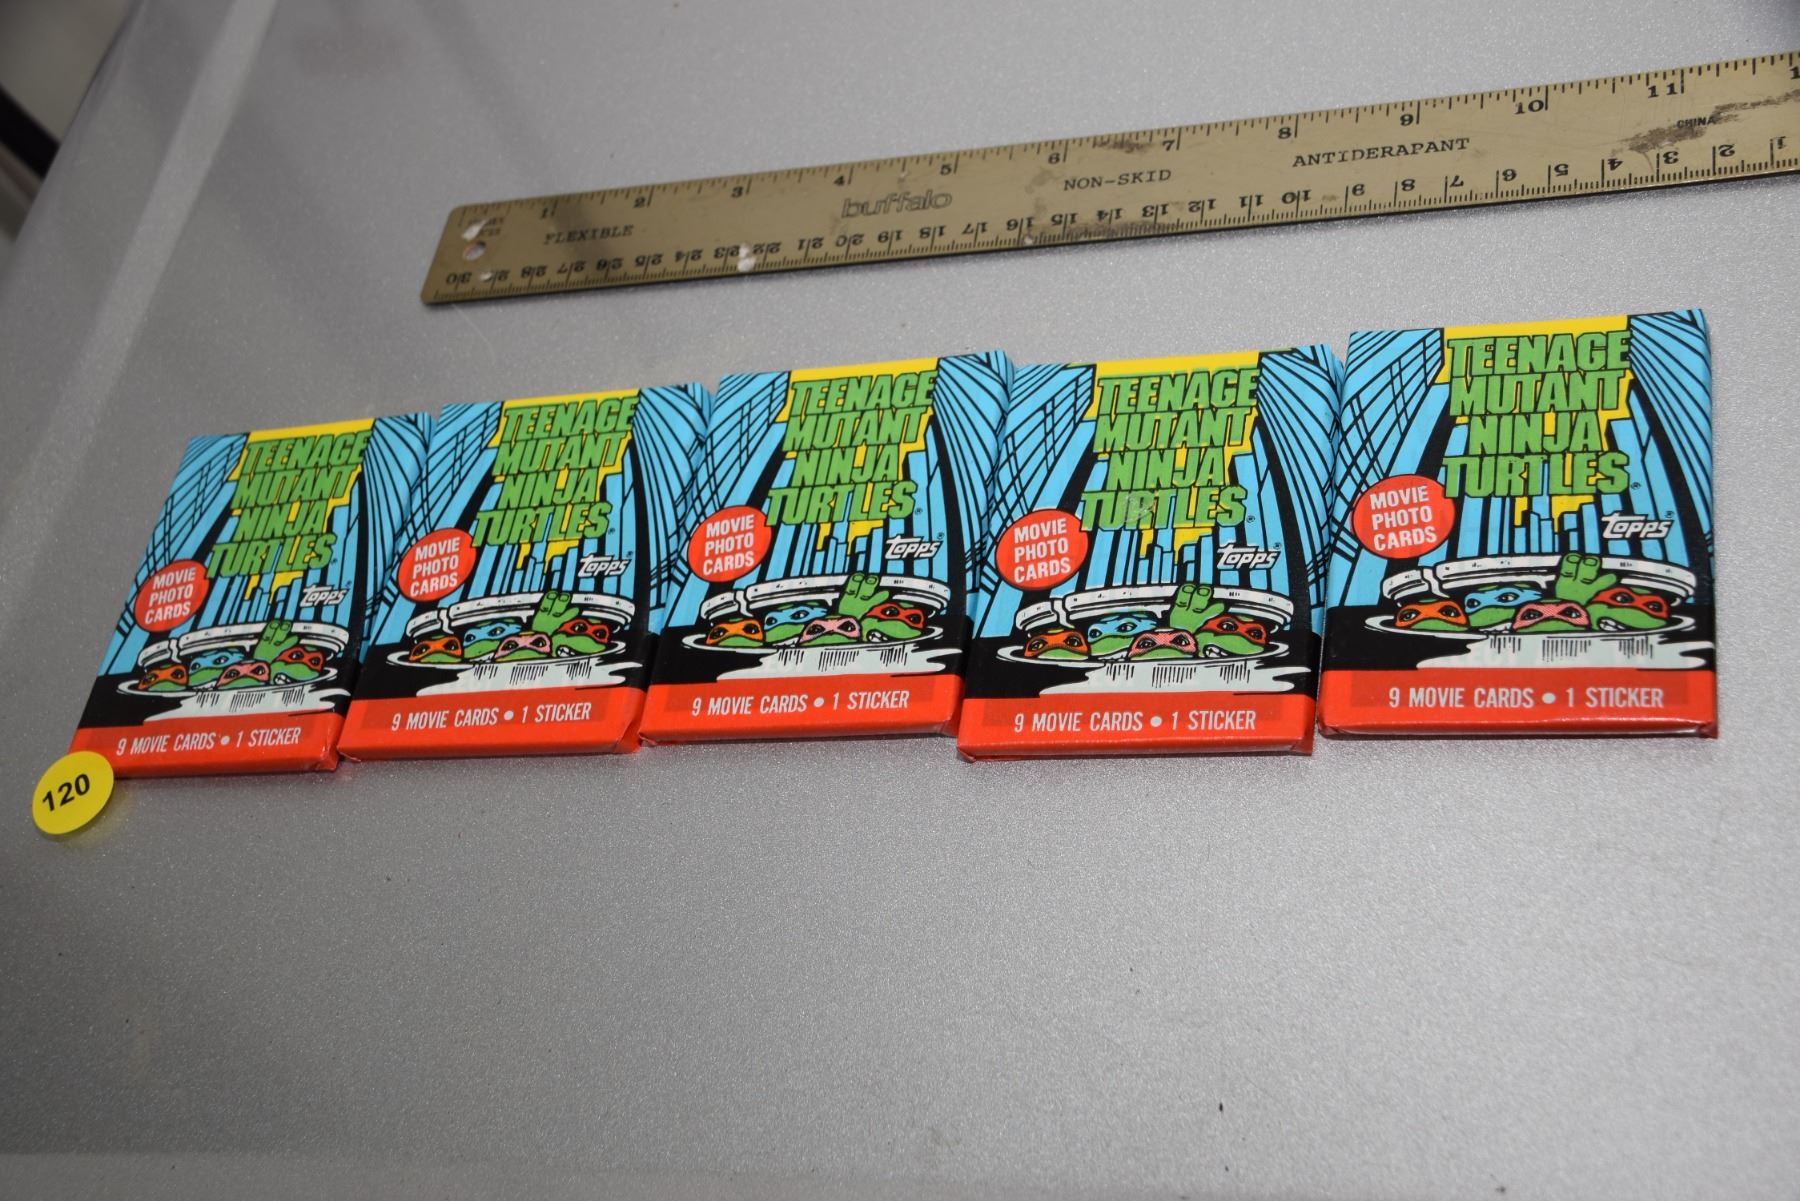 1 2 3 4 5 6 7 8 9 10 11
FLEXIBLE buffalo NON-SKID ANTIDERAPANT CHINA
30 28 27 26 25 24 23 22 21 20 19 18 17 16 15 14 13 12 11 10 9 8 7 6 5 4 3 2 1
TEENAGE
MUTANT
NINJA
TURTLES
MOVIE
PHOTO
CARDS
topps
9 MOVIE CARDS • 1 STICKER
TEENAGE
MUTANT
NINJA
TURTLES
MOVIE
PHOTO
CARDS
topps
9 MOVIE CARDS • 1 STICKER
TEENAGE
MUTANT
NINJA
TURTLES
MOVIE
PHOTO
CARDS
topps
9 MOVIE CARDS • 1 STICKER
TEENAGE
MUTANT
NINJA
TURTLES
MOVIE
PHOTO
CARDS
topps
9 MOVIE CARDS • 1 STICKER
TEENAGE
MUTANT
NINJA
TURTLES
MOVIE
PHOTO
CARDS
topps
9 MOVIE CARDS • 1 STICKER
120